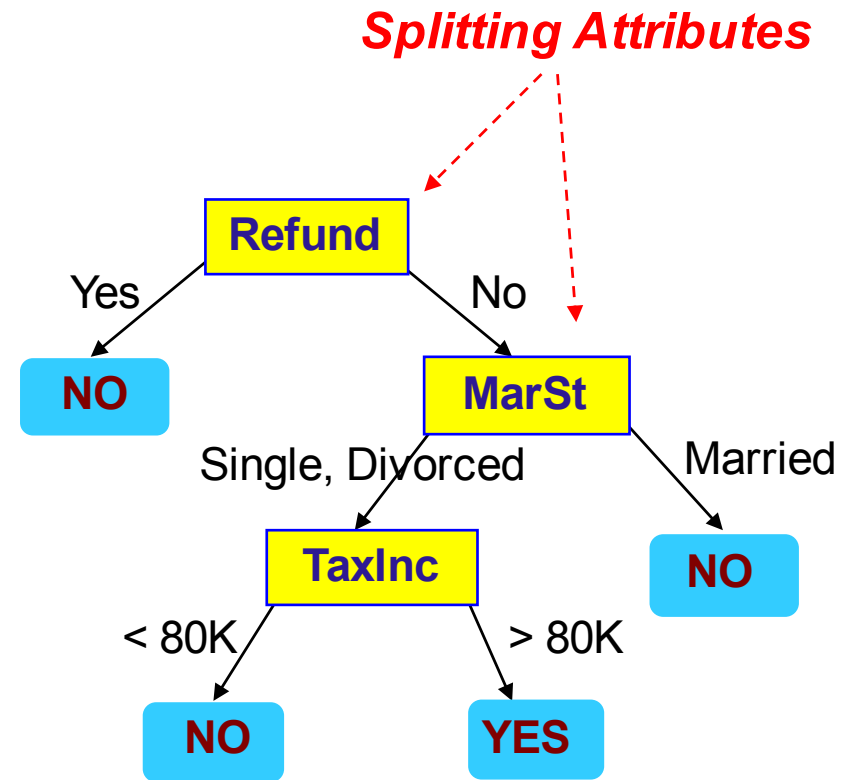 Splitting Attributes
Refund
Yes
No
NO
MarSt
Single, Divorced
Married
TaxInc
NO
< 80K
> 80K
NO
YES